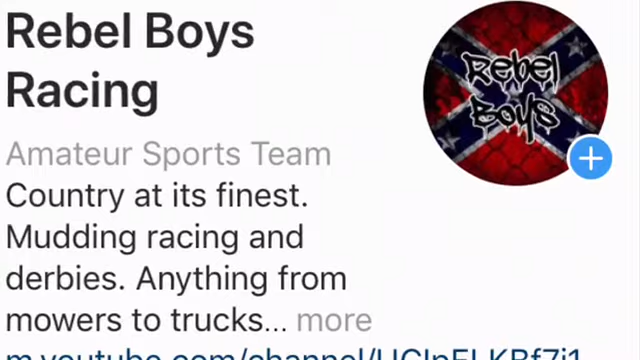 Rebel Boys
Racing
Rebel
Boys
Amateur Sports Team
Country at its finest.
Mudding racing and
derbies. Anything from
mowers to trucks... more